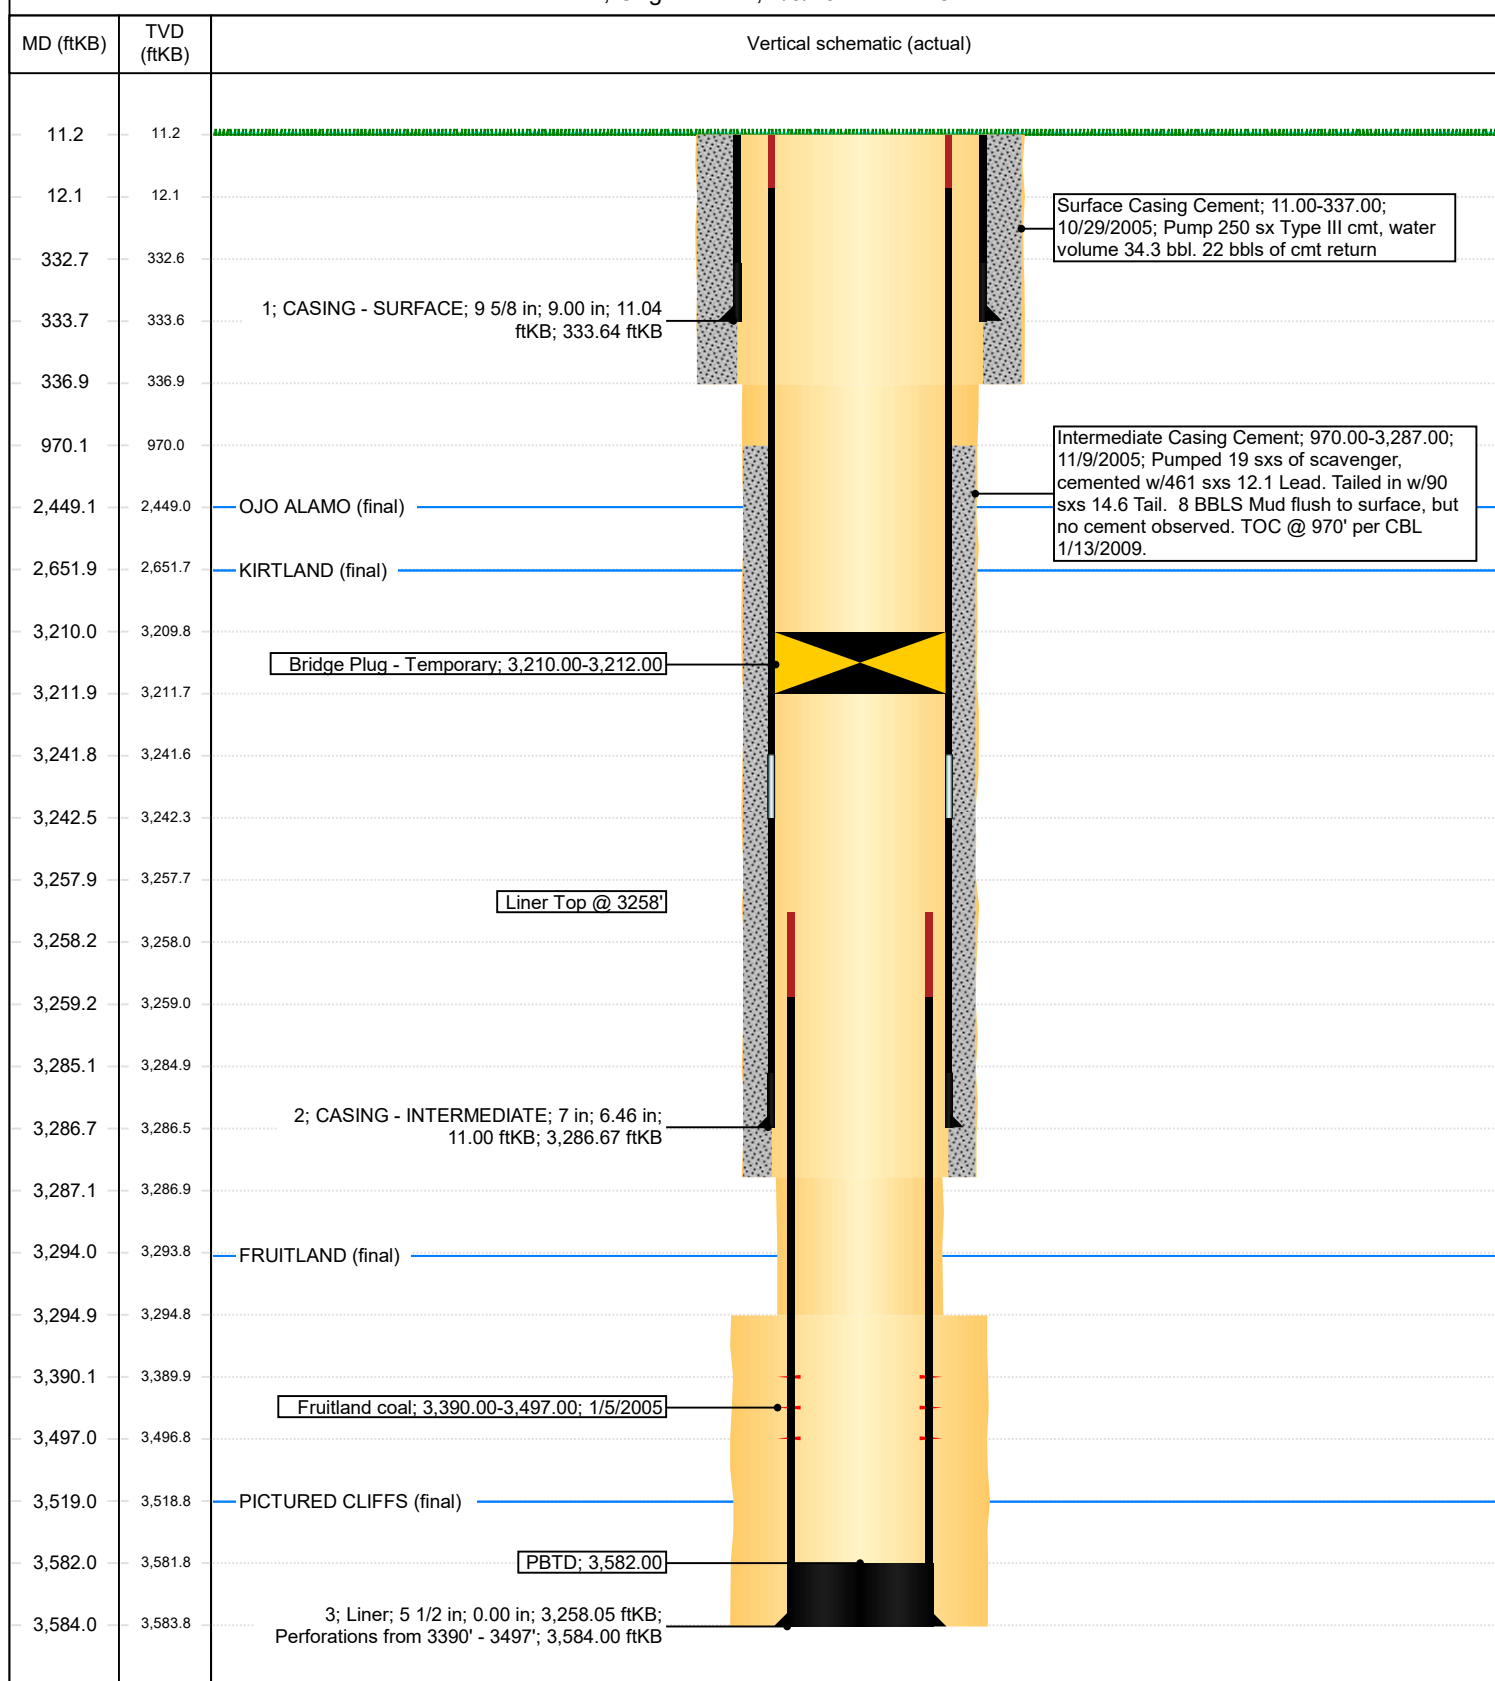 MD (ftKB)
TVD
(ftKB)
Vertical schematic (actual)
11.2 11.2
12.1 12.1
Surface Casing Cement; 11.00-337.00;
10/29/2005; Pump 250 sx Type III cmt, water
volume 34.3 bbl. 22 bbls of cmt return
332.7 332.6
1; CASING - SURFACE; 9 5/8 in; 9.00 in; 11.04
ftKB; 333.64 ftKB
333.7 333.6
336.9 336.9
970.1 970.0
Intermediate Casing Cement; 970.00-3,287.00;
11/9/2005; Pumped 19 sxs of scavenger,
cemented w/461 sxs 12.1 Lead. Tailed in w/90
sxs 14.6 Tail.  8 BBLS Mud flush to surface, but
no cement observed. TOC @ 970' per CBL
1/13/2009.
2,449.1 2,449.0 OJO ALAMO (final)
2,651.9 2,651.7 KIRTLAND (final)
3,210.0 3,209.8
Bridge Plug - Temporary; 3,210.00-3,212.00
3,211.9 3,211.7
3,241.8 3,241.6
3,242.5 3,242.3
3,257.9 3,257.7
Liner Top @ 3258'
3,258.2 3,258.0
3,259.2 3,259.0
3,285.1 3,284.9
2; CASING - INTERMEDIATE; 7 in; 6.46 in;
11.00 ftKB; 3,286.67 ftKB
3,286.7 3,286.5
3,287.1 3,286.9
3,294.0 3,293.8 FRUITLAND (final)
3,294.9 3,294.8
3,390.1 3,389.9
Fruitland coal; 3,390.00-3,497.00; 1/5/2005
3,497.0 3,496.8
3,519.0 3,518.8 PICTURED CLIFFS (final)
3,582.0 3,581.8 PBTD; 3,582.00
3; Liner; 5 1/2 in; 0.00 in; 3,258.05 ftKB;
Perforations from 3390' - 3497'; 3,584.00 ftKB
3,584.0 3,583.8